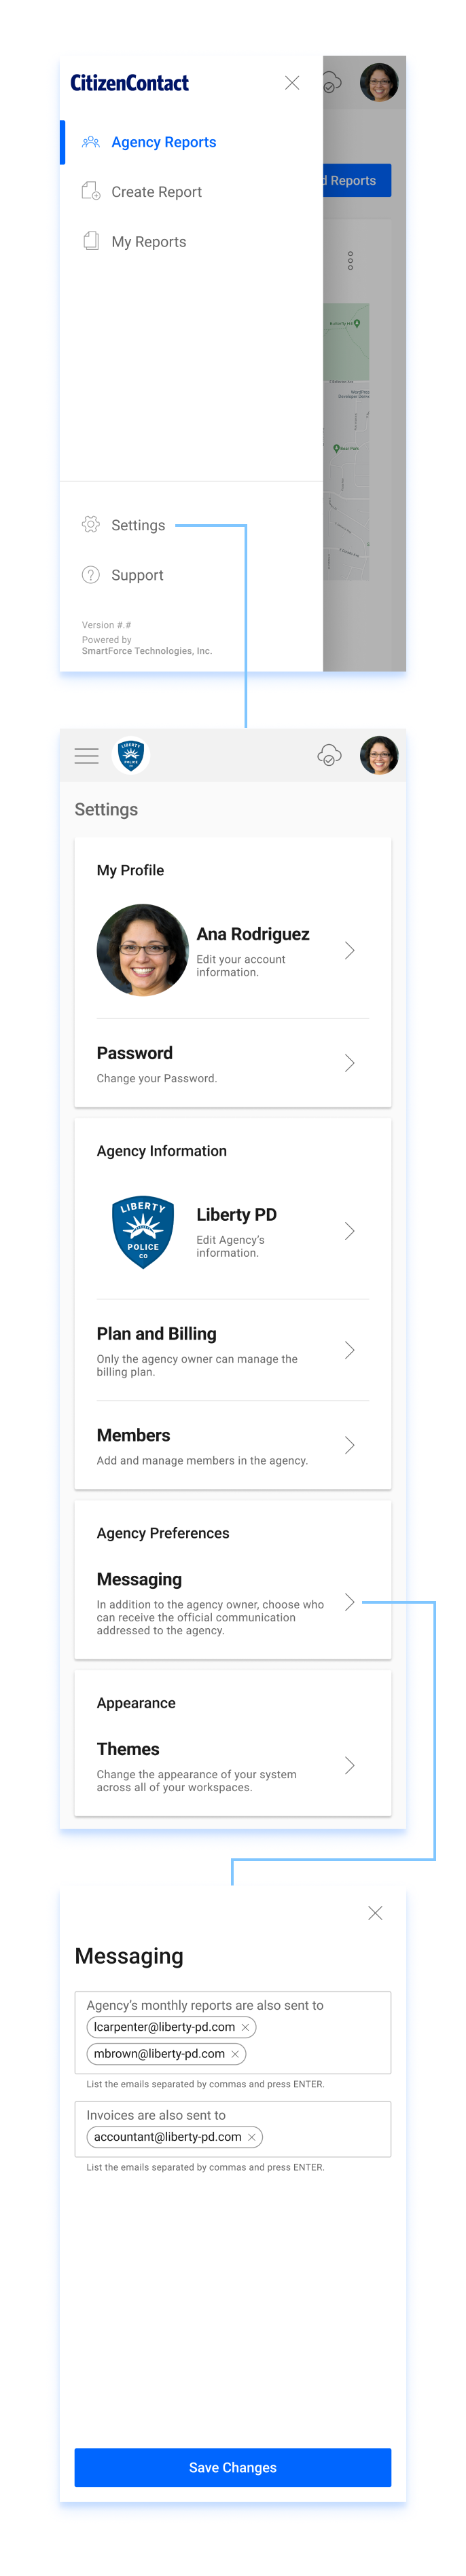 CitizenContact
Agency Reports
d Reports
Create Report
My Reports
Settings
Support
Version #.#
Powered by
SmartForce Technologies, Inc.
LIBERTY
POLICE
Settings
My Profile
Ana Rodriguez
Edit your account
information.
Password
Change your Password.
Agency Information
LIBERTY
POLICE
CO
Liberty PD
Edit Agency's
information.
Plan and Billing
Only the agency owner can manage the
billing plan.
Members
Add and manage members in the agency.
Agency Preferences
Messaging
In addition to the agency owner, choose who
can receive the official communication
addressed to the agency.
Appearance
Themes
Change the appearance of your system
across all of your workspaces.
Messaging
Agency's monthly reports are also sent to
lcarpenter@liberty-pd.com
mbrown@liberty-pd.com
List the emails separated by commas and press ENTER.
Invoices are also sent to
accountant@liberty-pd.com
List the emails separated by commas and press ENTER.
Save Changes